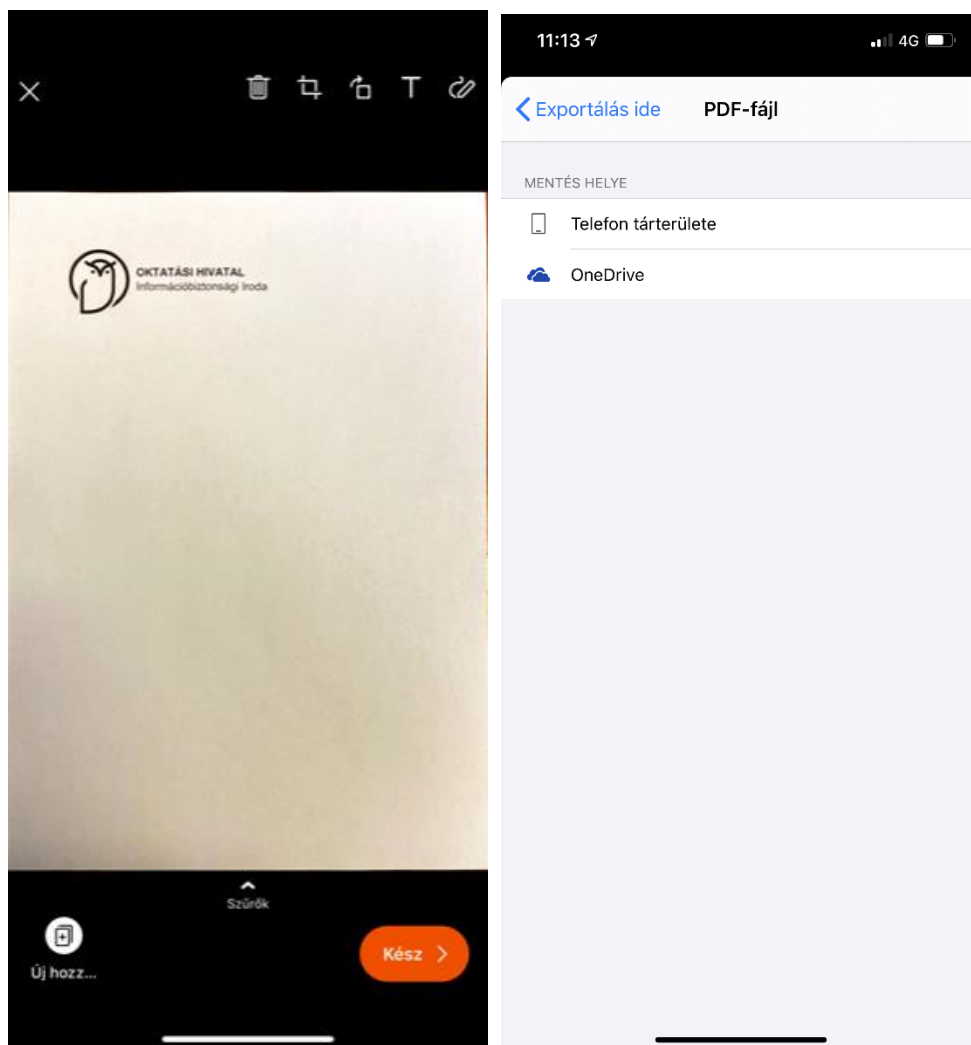 OKTATÁSI HIVATAL
Információbiztonsági Iroda
Szűrők
Új hozz...
Kész
11:13
4G
Exportálás ide
PDF-fájl
MENTÉS HELYE
Telefon tárterülete
OneDrive